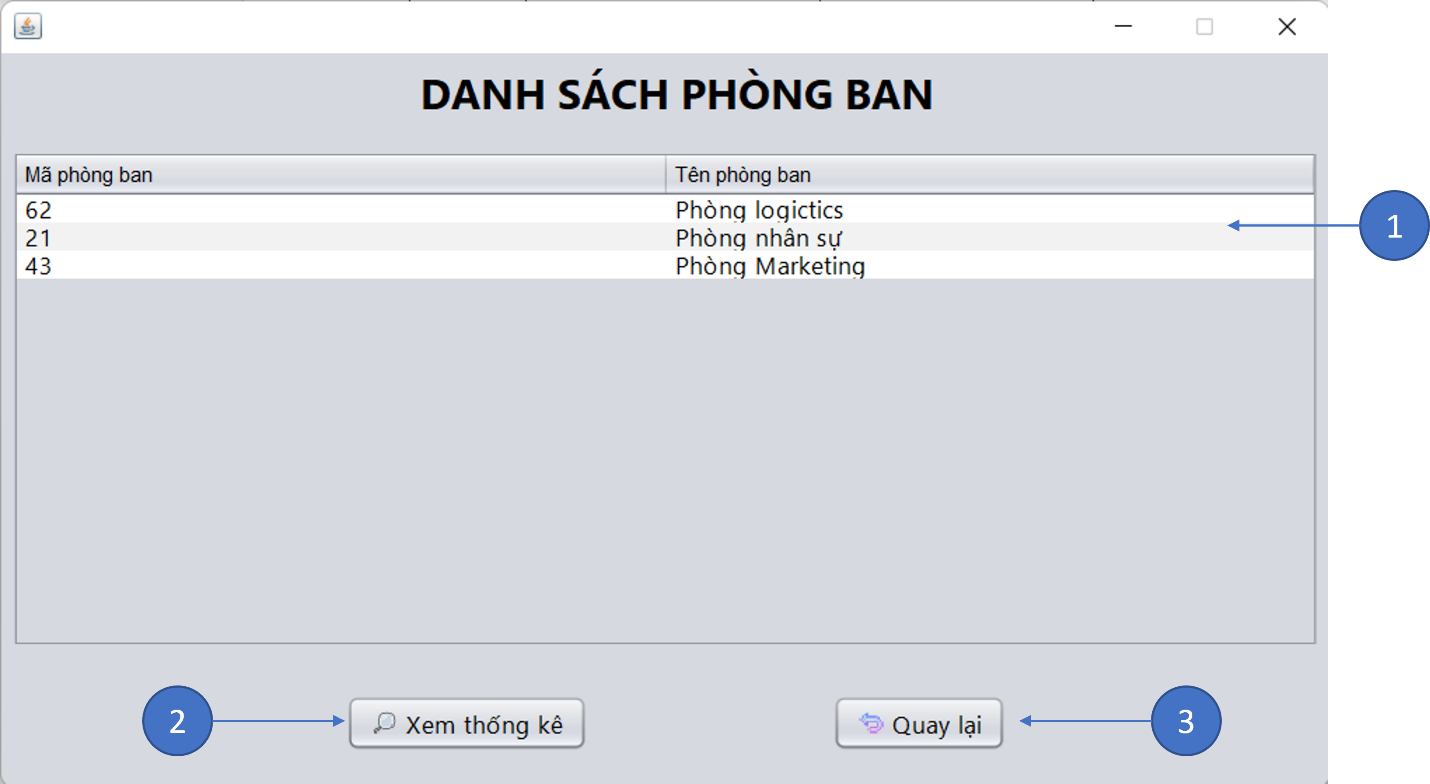 DANH SÁCH PHÒNG BAN
Mã phòng ban Tên phòng ban
62 Phòng logictics
1
21 Phòng nhân sự
43 Phòng Marketing
2 Xem thống kê Quay lại 3